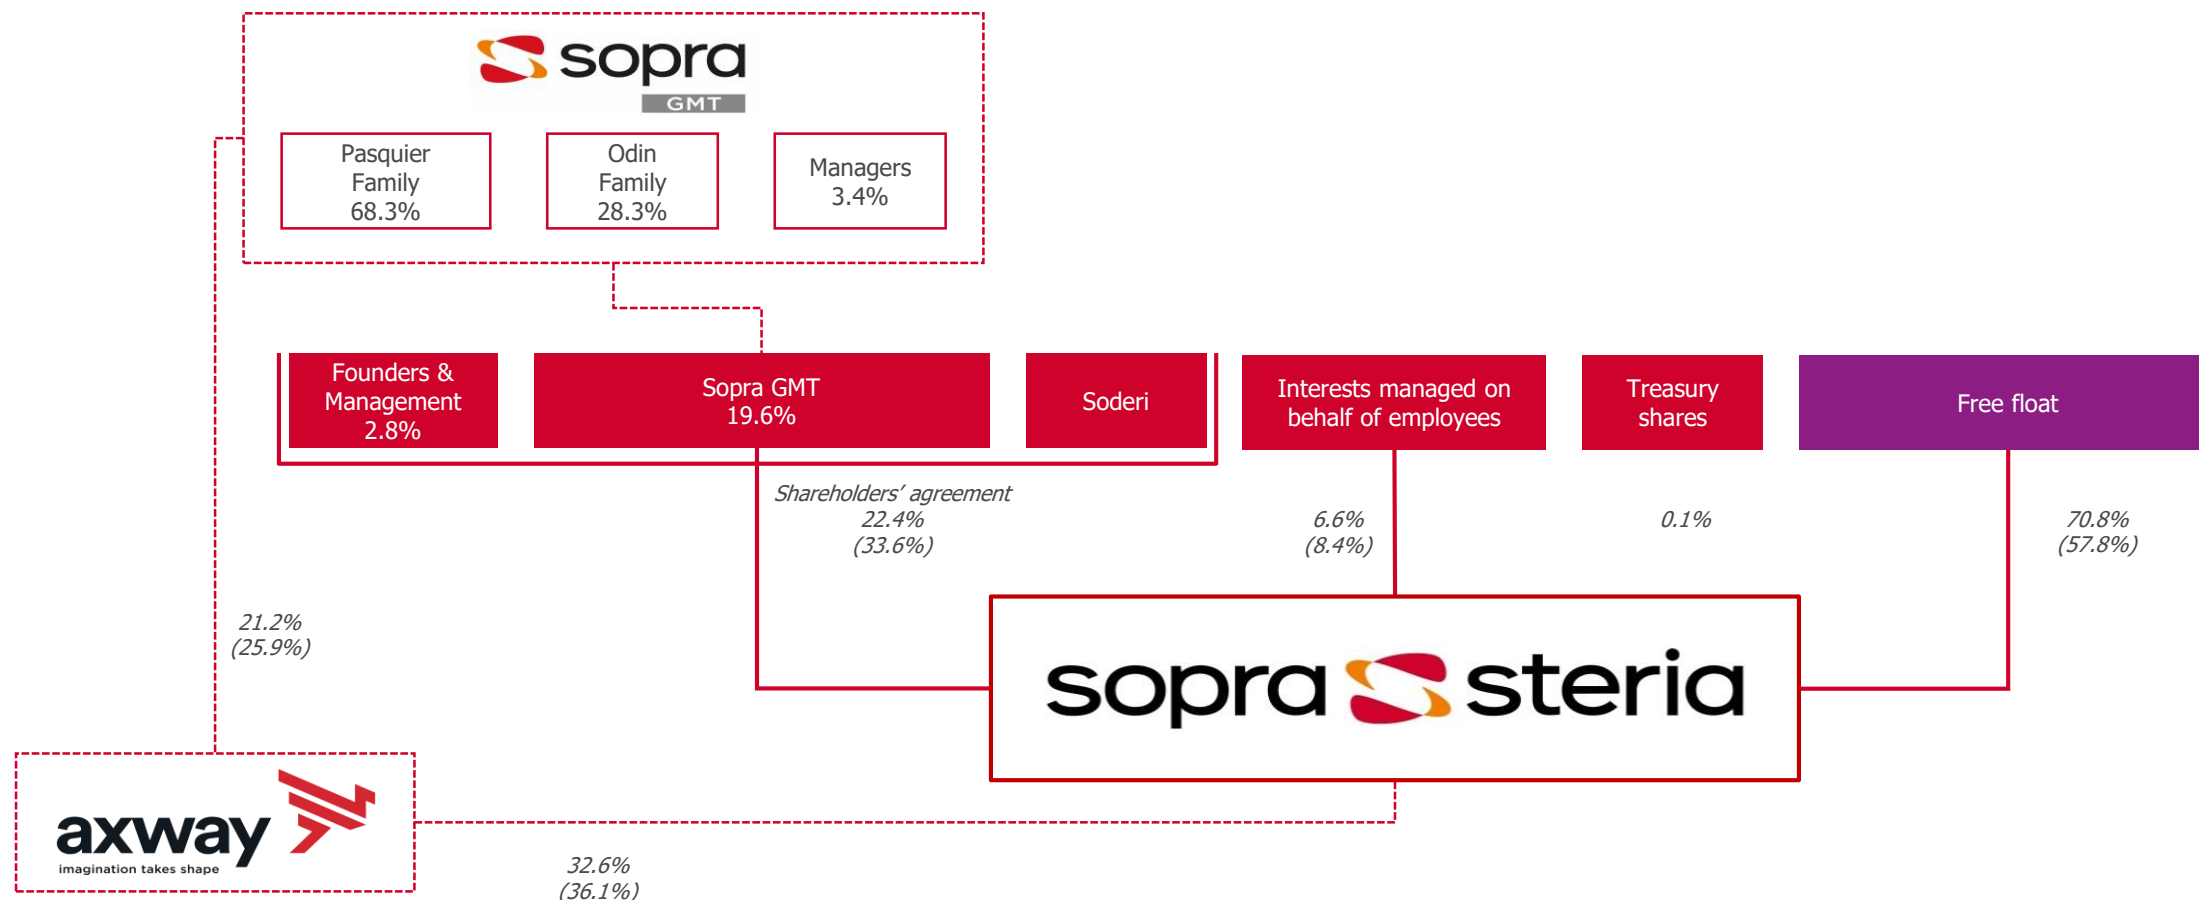 sopra
GMT
Pasquier
Family
68.3%
Odin
Family
28.3%
Managers
3.4%
Founders &
Management
2.8%
Sopra GMT
19.6%
Soderi
Interests managed on
behalf of employees
Treasury
shares
Free float
Shareholders’ agreement
22.4%
(33.6%)
6.6%
(8.4%)
0.1%
70.8%
(57.8%)
21.2%
(25.9%)
sopra steria
axway
imagination takes shape
32.6%
(36.1%)